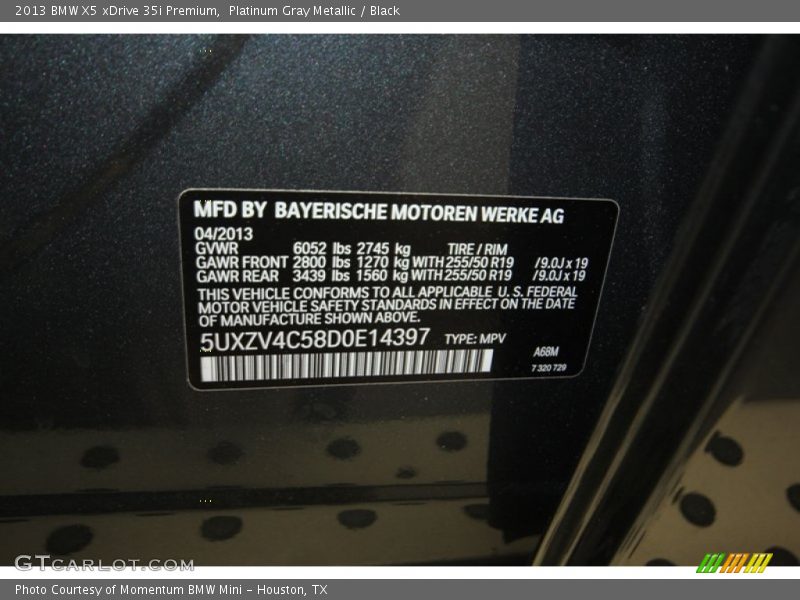 2013 BMW X5 xDrive 35i Premium,  Platinum Gray Metallic / Black
MFD BY BAYERISCHE MOTOREN WERKE AG
04/2013
GVWR 6052 lbs 2745 kg TIRE / RIM
GAWR FRONT 2800 lbs 1270 kg WITH 255/50 R19 /9.0J x 19
GAWR REAR 3439 lbs 1560 kg WITH 255/50 R19 /9.0J x 19
THIS VEHICLE CONFORMS TO ALL APPLICABLE U. S. FEDERAL
MOTOR VEHICLE SAFETY STANDARDS IN EFFECT ON THE DATE
OF MANUFACTURE SHOWN ABOVE.
5UXZV4C58D0E14397 TYPE: MPV
A68M
7 320 729
GTCARLOT.COM
Photo Courtesy of Momentum BMW Mini - Houston, TX